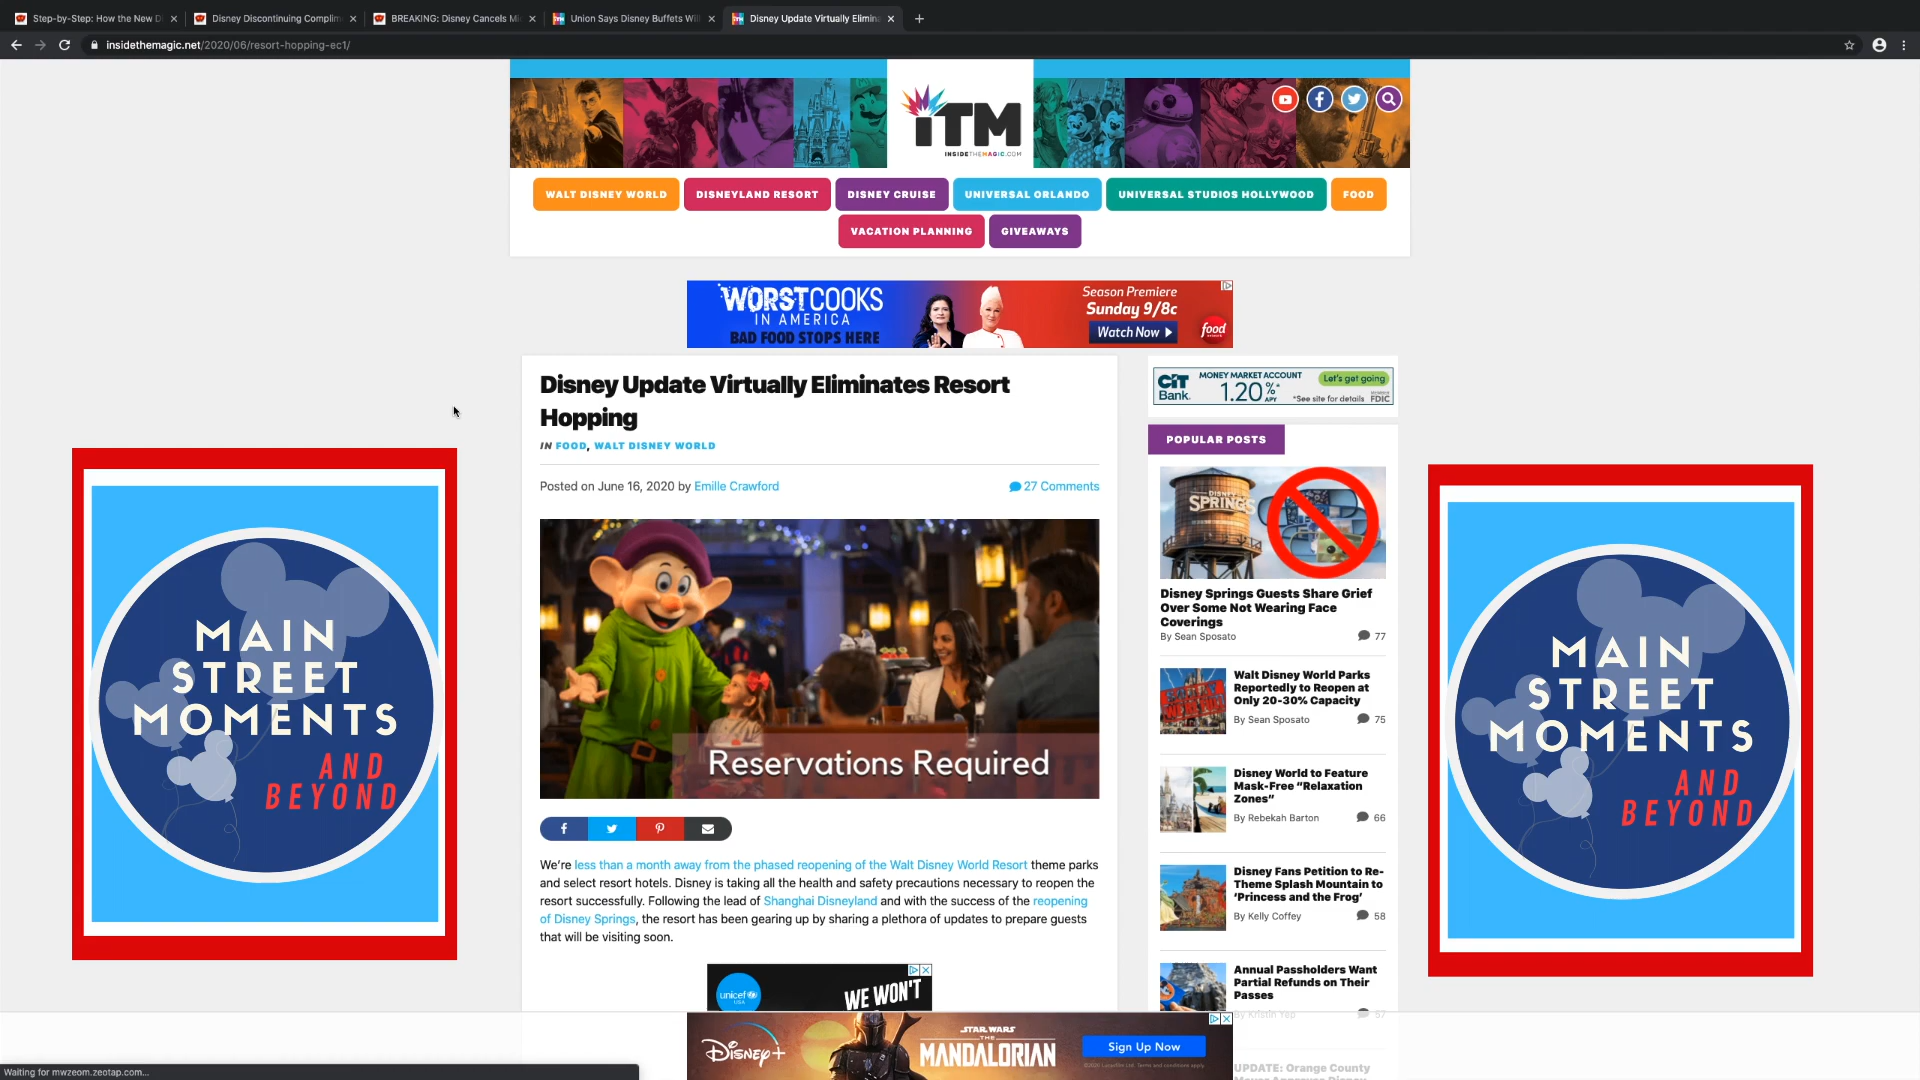 Step-by-Step: How the New D
Disney Discontinuing Complim
BREAKING: Disney Cancels Mi
Union Says Disney Buffets Will
Disney Update Virtually Elimina
insidethemagic.net/2020/06/resort-hopping-ec1/
iTM
INSIDETHEMAGIC.COM
WALT DISNEY WORLD
DISNEYLAND RESORT
DISNEY CRUISE
UNIVERSAL ORLANDO
UNIVERSAL STUDIOS HOLLYWOOD
FOOD
VACATION PLANNING
GIVEAWAYS
WORST COOKS
IN AMERICA
BAD FOOD STOPS HERE
Season Premiere
Sunday 9/8c
Watch Now
food
Disney Update Virtually Eliminates Resort
Hopping
IN FOOD, WALT DISNEY WORLD
Posted on June 16, 2020 by Emille Crawford
27 Comments
Reservations Required
We're less than a month away from the phased reopening of the Walt Disney World Resort theme parks
and select resort hotels. Disney is taking all the health and safety precautions necessary to reopen the
resort successfully. Following the lead of Shanghai Disneyland and with the success of the reopening
of Disney Springs, the resort has been gearing up by sharing a plethora of updates to prepare guests
that will be visiting soon.
unicef
USA
WE WON'T
CIT
Bank.
MONEY MARKET ACCOUNT
1.20%* APY
Let's get going
*See site for details
FDIC
POPULAR POSTS
DISNEY
SPRINGS
Disney Springs Guests Share Grief
Over Some Not Wearing Face
Coverings
By Sean Sposato
77
Walt Disney World Parks
Reportedly to Reopen at
Only 20-30% Capacity
By Sean Sposato
75
Disney World to Feature
Mask-Free “Relaxation
Zones”
By Rebekah Barton
66
Disney Fans Petition to Re-
Theme Splash Mountain to
‘Princess and the Frog’
By Kelly Coffey
58
Annual Passholders Want
Partial Refunds on Their
Passes
By Kristin Yep
57
UPDATE: Orange County
MAIN
STREET
MOMENTS
AND
BEYOND
MAIN
STREET
MOMENTS
AND
BEYOND
Disney+
STAR WARS
THE
MANDALORIAN
Sign Up Now
Waiting for mwzeom.zeotap.com...